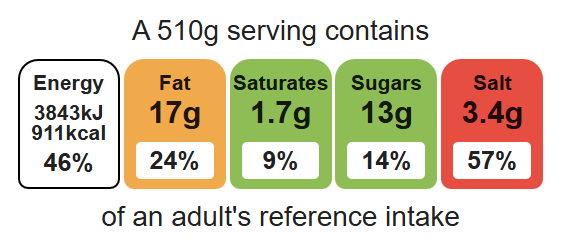 A 510g serving contains
Energy
3843kJ
911kcal
46%
Fat
17g
24%
Saturates
1.7g
9%
Sugars
13g
14%
Salt
3.4g
57%
of an adult's reference intake